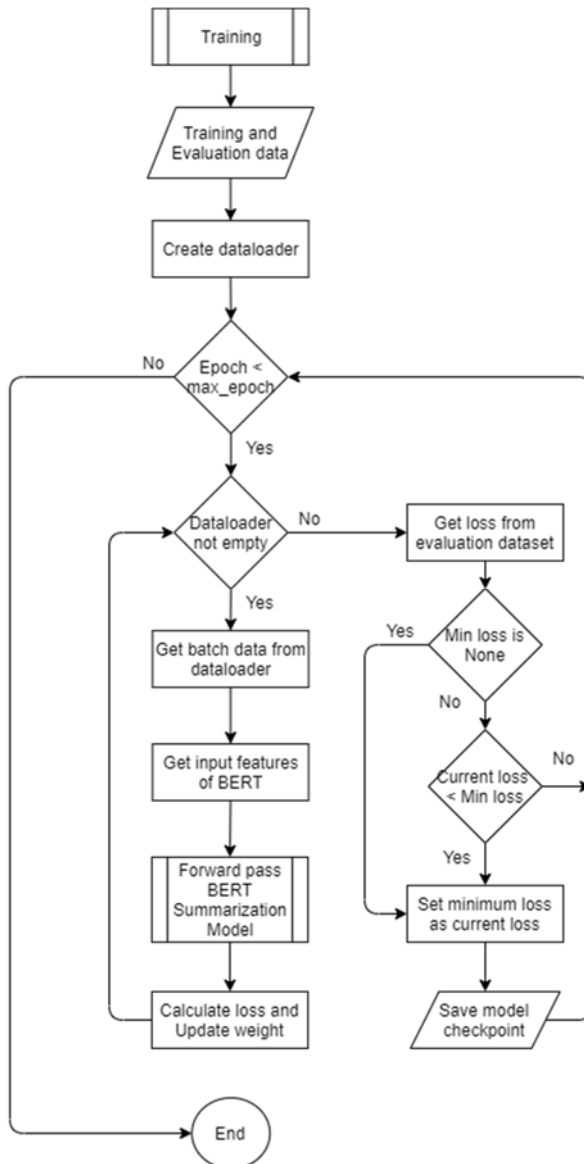 Training
Training and
Evaluation data
Create dataloader
No
Epoch <
max_epoch
Yes
Dataloader
not empty
No
Get loss from
evaluation dataset
Yes
Get batch data from
dataloader
Yes
Min loss is
None
No
Get input features
of BERT
Current loss
< Min loss
No
Yes
Forward pass
BERT
Summarization
Model
Set minimum loss
as current loss
Calculate loss and
Update weight
Save model
checkpoint
End